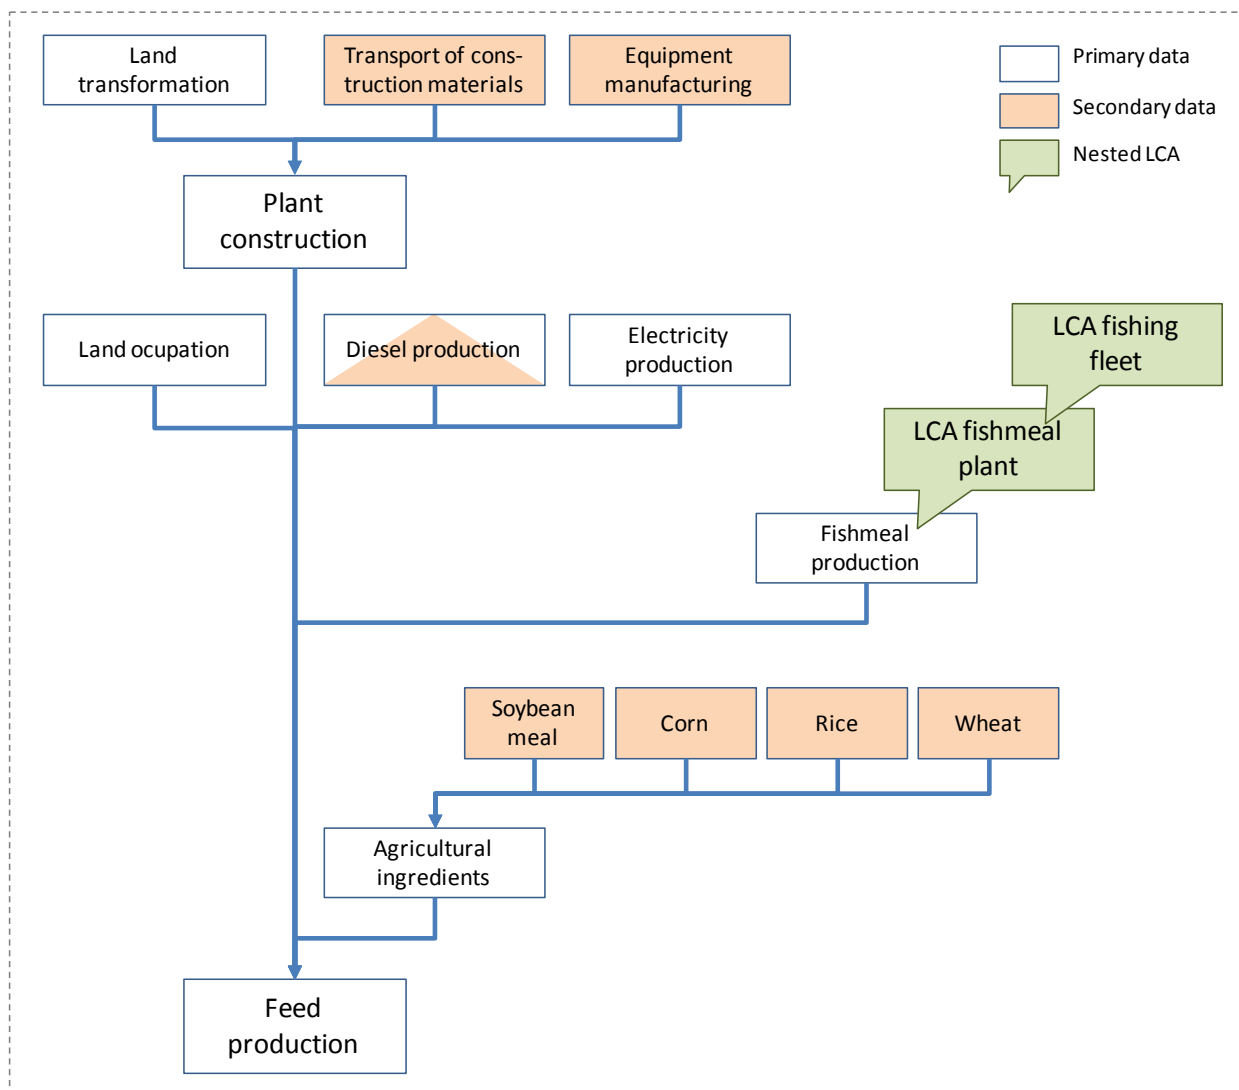 Land
transformation
Transport of cons-
truction materials
Equipment
manufacturing
Primary data
Secondary data
Nested LCA
Plant
construction
Land ocupation
Diesel production
Electricity
production
LCA fishing
fleet
LCA fishmeal
plant
Fishmeal
production
Soybean
meal
Corn
Rice
Wheat
Agricultural
ingredients
Feed
production